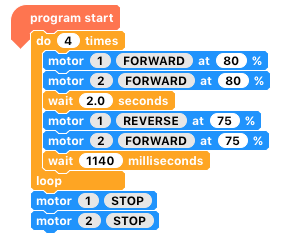 program start
do 4 times
motor 1 FORWARD at 80 %
motor 2 FORWARD at 80 %
wait 2.0 seconds
motor 1 REVERSE at 75 %
motor 2 FORWARD at 75 %
wait 1140 milliseconds
loop
motor 1 STOP
motor 2 STOP